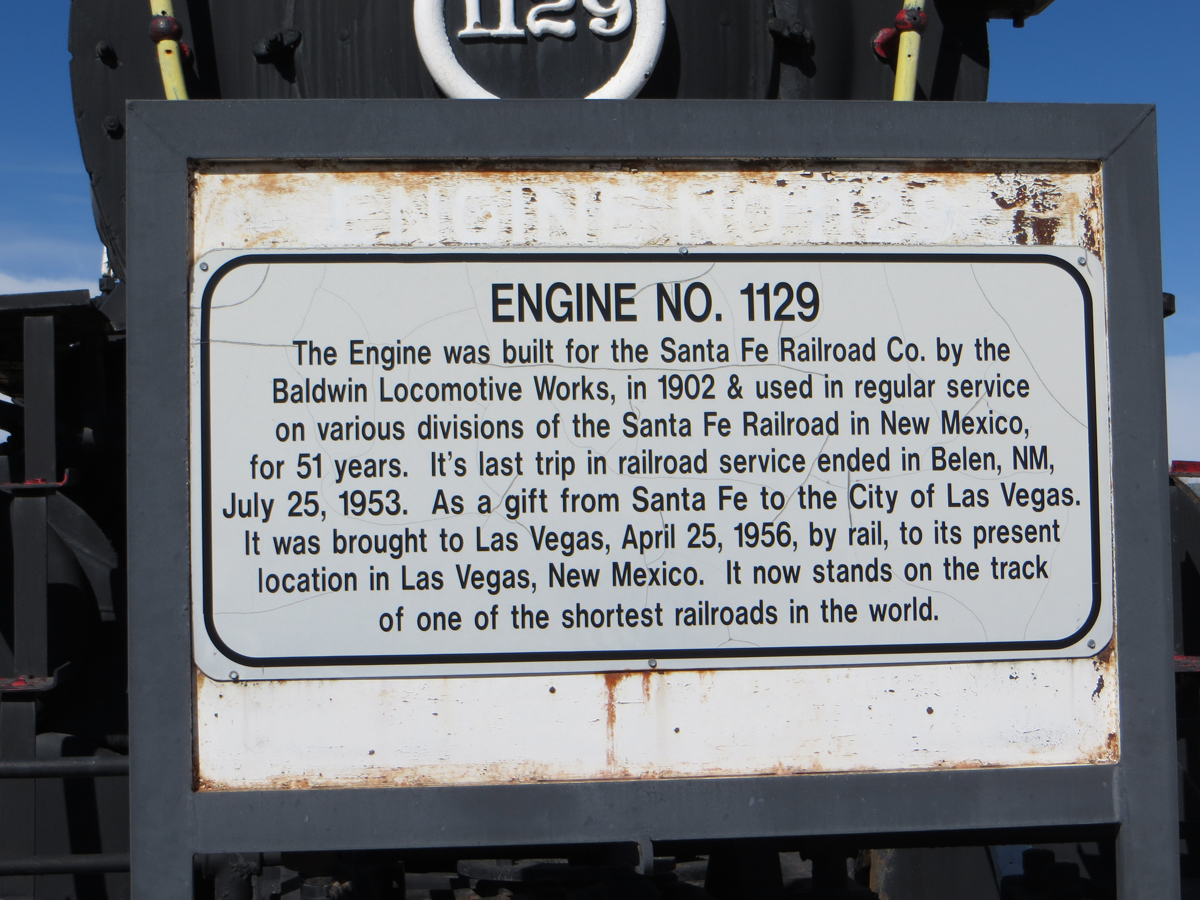 1129
ENGINE NO. 1129
ENGINE NO. 1129
The Engine was built for the Santa Fe Railroad Co. by the
Baldwin Locomotive Works, in 1902 & used in regular service
on various divisions of the Santa Fe Railroad in New Mexico,
for 51 years. It's last trip in railroad service ended in Belen, NM,
July 25, 1953. As a gift from Santa Fe to the City of Las Vegas.
It was brought to Las Vegas, April 25, 1956, by rail, to its present
location in Las Vegas, New Mexico. It now stands on the track
of one of the shortest railroads in the world.